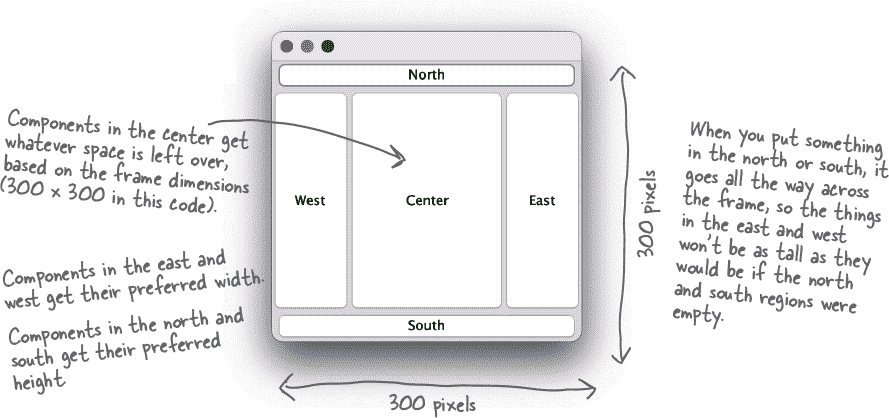 North
West
Center
East
South
Components in the center get
whatever space is left over,
based on the frame dimensions
(300 x 300 in this code).
Components in the east and
west get their preferred width.
Components in the north and
south get their preferred
height
300 pixels
300 pixels
When you put something
in the north or south, it
goes all the way across
the frame, so the things
in the east and west
won't be as tall as they
would be if the north
and south regions were
empty.